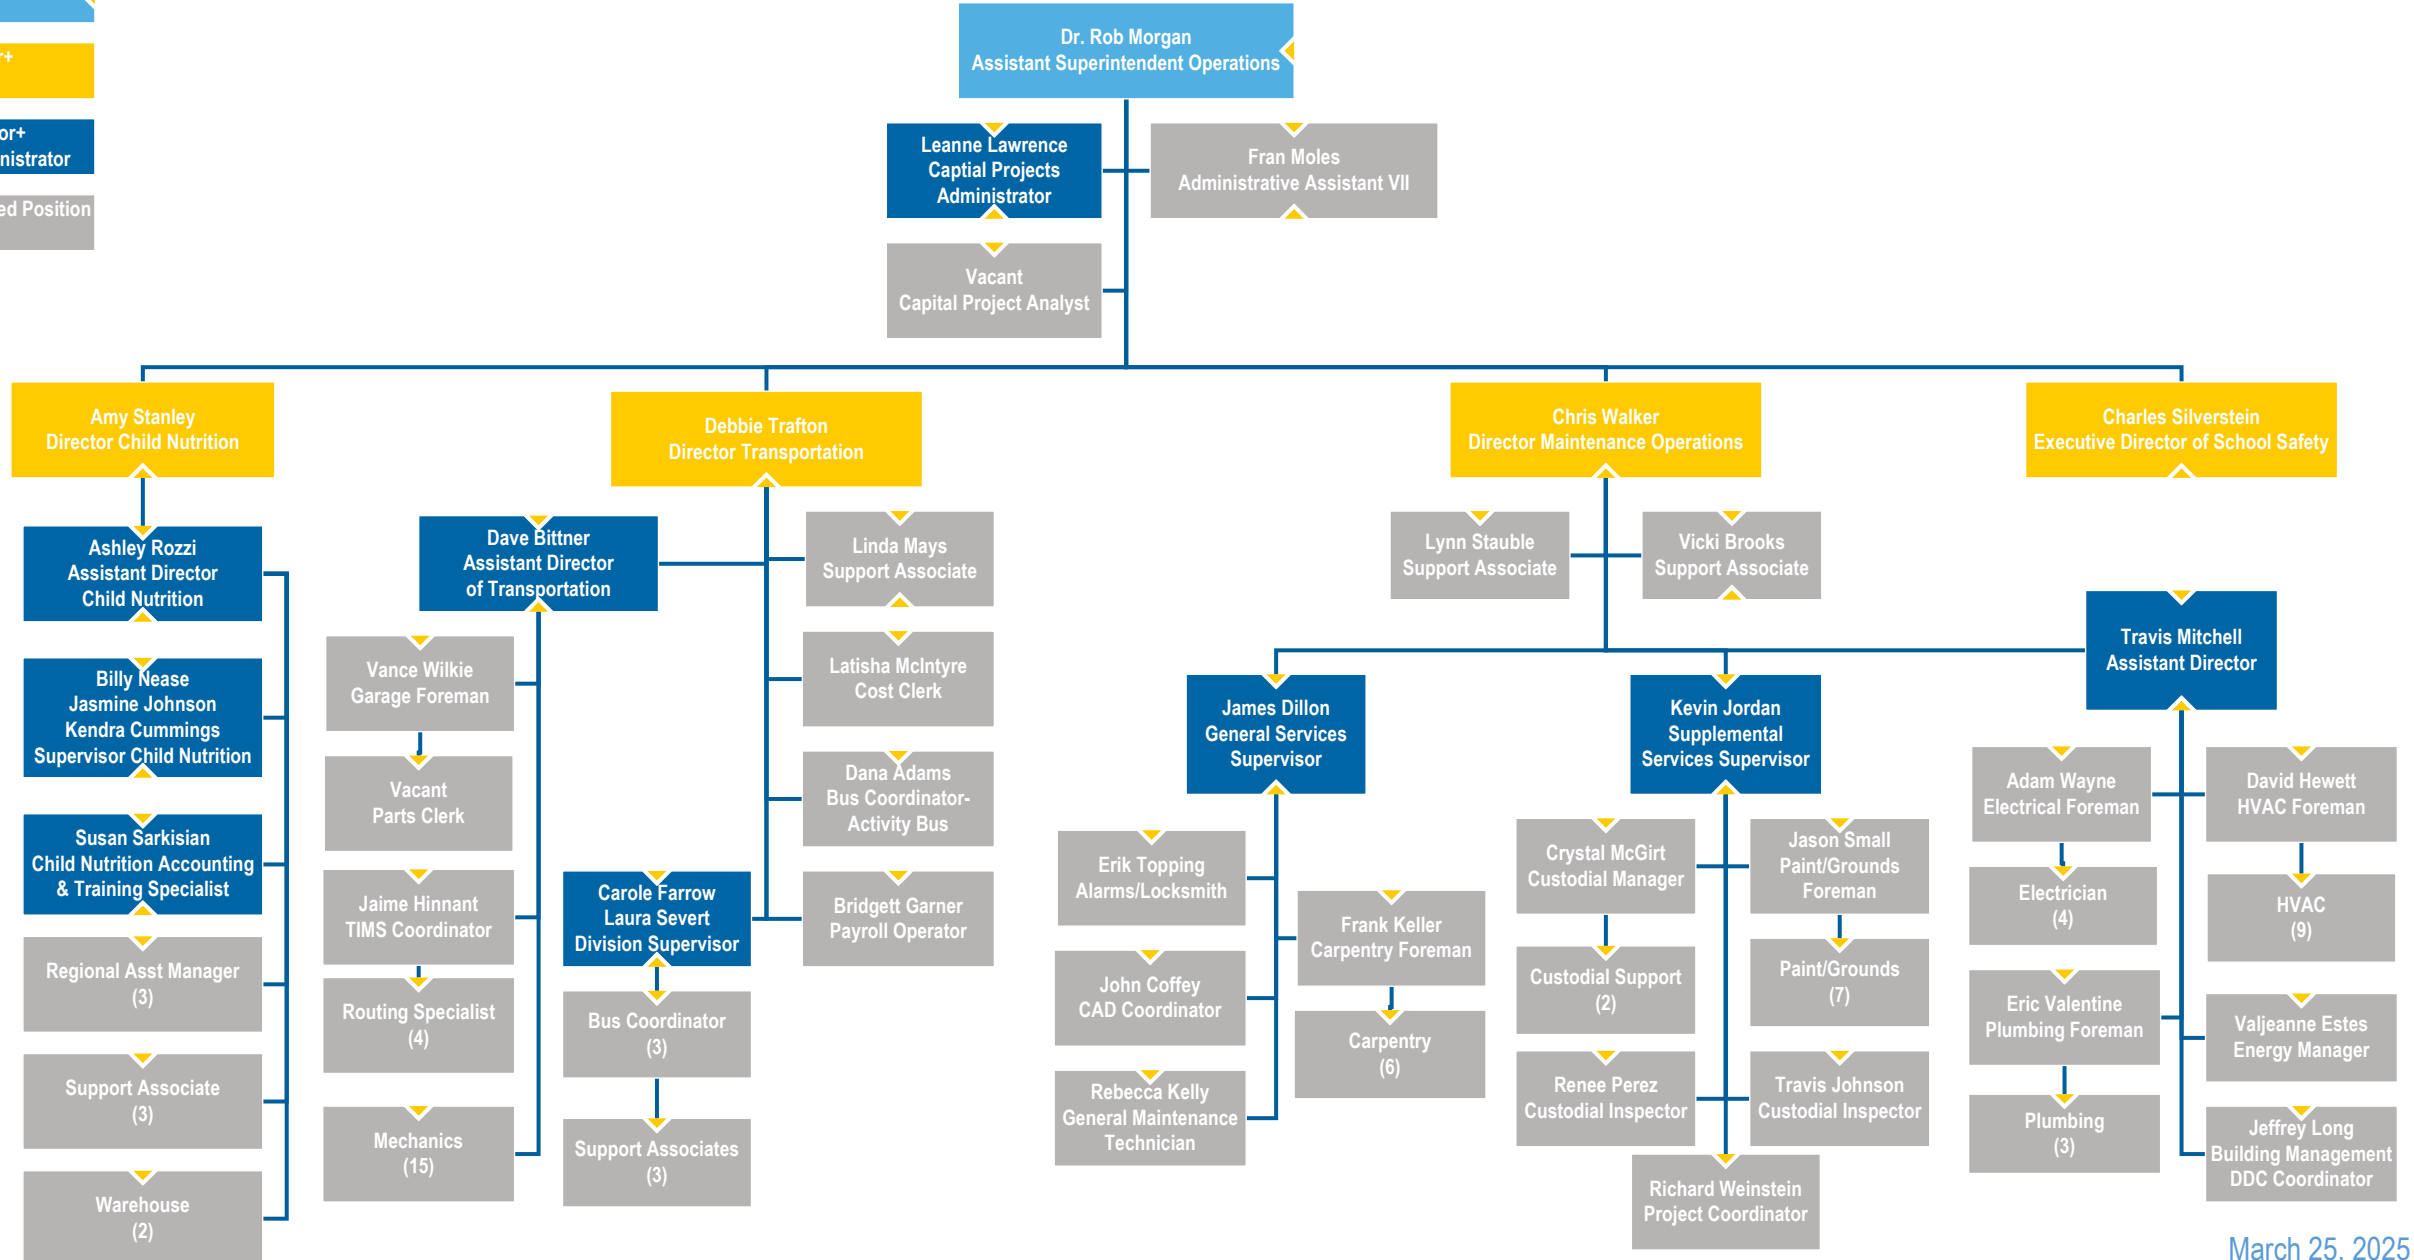 Dr. Rob Morgan
Assistant Superintendent Operations
Leanne Lawrence
Captial Projects
Administrator
Fran Moles
Administrative Assistant VII
Vacant
Capital Project Analyst
r+
or+
nistrator
ed Position
Amy Stanley
Director Child Nutrition
Ashley Rozzi
Assistant Director
Child Nutrition
Billy Nease
Jasmine Johnson
Kendra Cummings
Supervisor Child Nutrition
Susan Sarkisian
Child Nutrition Accounting
& Training Specialist
Regional Asst Manager
(3)
Support Associate
(3)
Warehouse
(2)
Debbie Trafton
Director Transportation
Dave Bittner
Assistant Director
of Transportation
Vance Wilkie
Garage Foreman
Vacant
Parts Clerk
Jaime Hinnant
TIMS Coordinator
Routing Specialist
(4)
Mechanics
(15)
Linda Mays
Support Associate
Latisha McIntyre
Cost Clerk
Dana Adams
Bus Coordinator-
Activity Bus
Bridgett Garner
Payroll Operator
Carole Farrow
Laura Severt
Division Supervisor
Bus Coordinator
(3)
Support Associates
(3)
Chris Walker
Director Maintenance Operations
Lynn Stauble
Support Associate
Vicki Brooks
Support Associate
James Dillon
General Services
Supervisor
Erik Topping
Alarms/Locksmith
John Coffey
CAD Coordinator
Rebecca Kelly
General Maintenance
Technician
Frank Keller
Carpentry Foreman
Carpentry
(6)
Kevin Jordan
Supplemental
Services Supervisor
Crystal McGirt
Custodial Manager
Custodial Support
(2)
Jason Small
Paint/Grounds
Foreman
Paint/Grounds
(7)
Renee Perez
Custodial Inspector
Travis Johnson
Custodial Inspector
Richard Weinstein
Project Coordinator
Travis Mitchell
Assistant Director
Adam Wayne
Electrical Foreman
Electrician
(4)
David Hewett
HVAC Foreman
HVAC
(9)
Eric Valentine
Plumbing Foreman
Plumbing
(3)
Valjeanne Estes
Energy Manager
Jeffrey Long
Building Management
DDC Coordinator
Charles Silverstein
Executive Director of School Safety
March 25, 2025